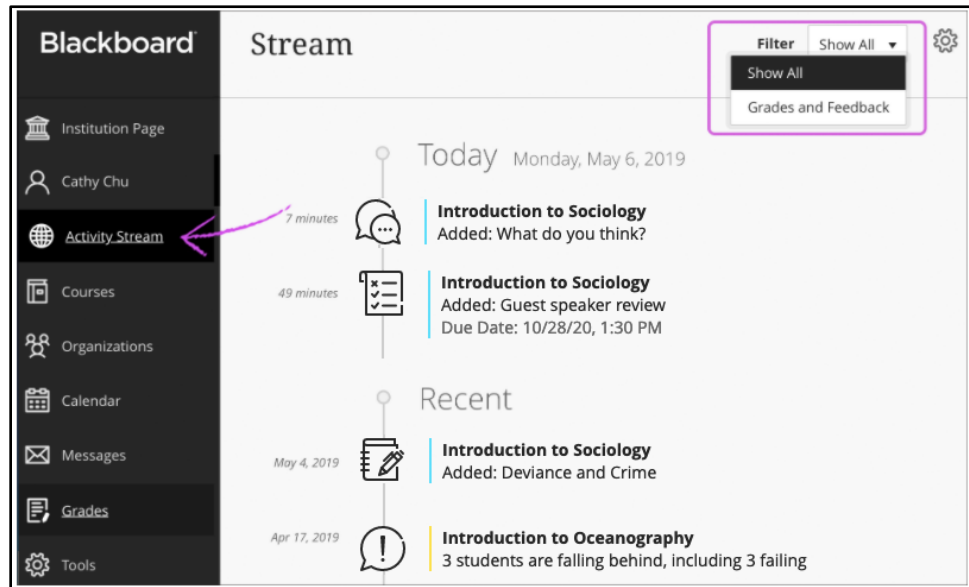 Blackboard
Institution Page
Cathy Chu
Activity Stream
Courses
Organizations
Calendar
Messages
Grades
Tools
Stream
Filter Show All
Show All
Grades and Feedback
Today Monday, May 6, 2019
7 minutes
Introduction to Sociology
Added: What do you think?
49 minutes
Introduction to Sociology
Added: Guest speaker review
Due Date: 10/28/20, 1:30 PM
Recent
May 4, 2019
Introduction to Sociology
Added: Deviance and Crime
Apr 17, 2019
Introduction to Oceanography
3 students are falling behind, including 3 failing